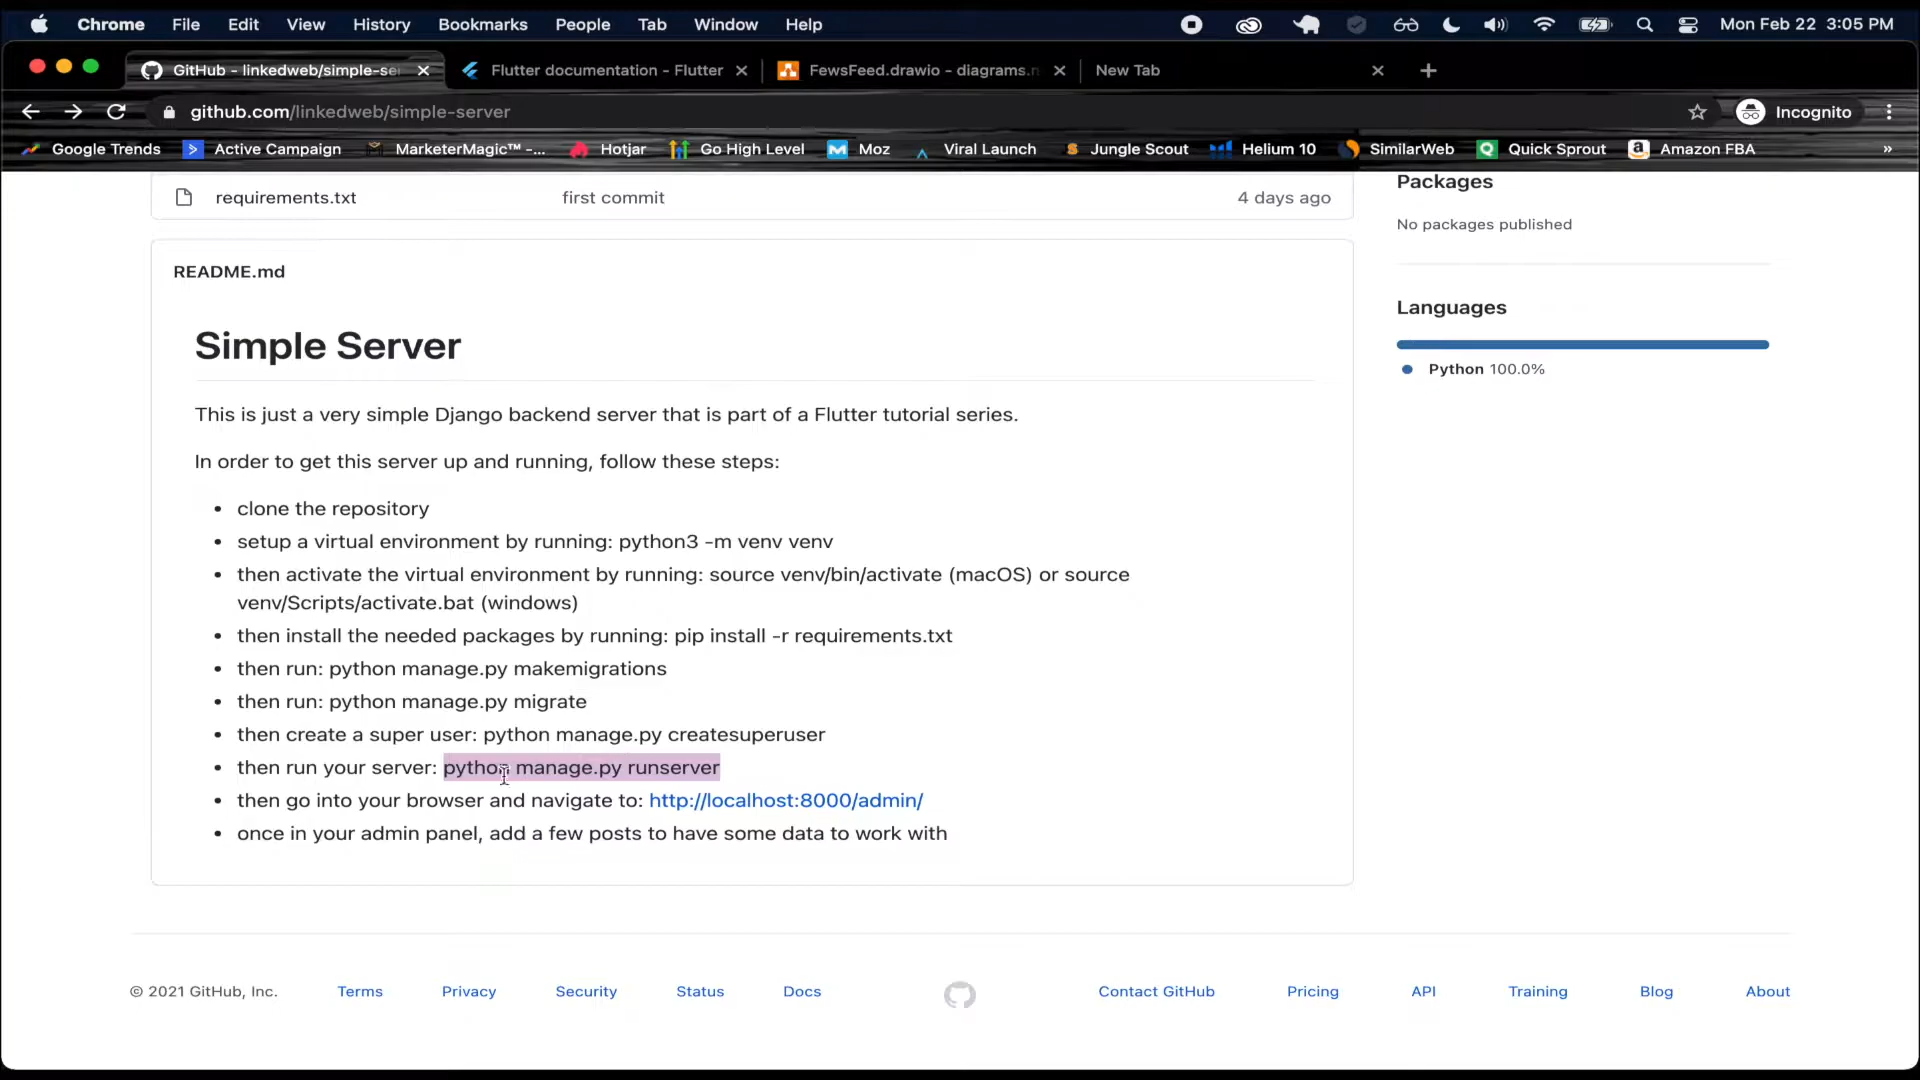 Chrome File Edit View History Bookmarks People Tab Window Help Mon Feb 22 3:05 PM
GitHub - linkedweb/simple-se Flutter documentation - Flutter FewsFeed.drawio - diagrams.n New Tab
github.com/linkedweb/simple-server Incognito
Google Trends Active Campaign MarketerMagic™ -... Hotjar Go High Level Moz Viral Launch Jungle Scout Helium 10 SimilarWeb Quick Sprout Amazon FBA »
requirements.txt first commit 4 days ago
Packages
No packages published
Languages
Python 100.0%
README.md
Simple Server
This is just a very simple Django backend server that is part of a Flutter tutorial series.
In order to get this server up and running, follow these steps:
• clone the repository
• setup a virtual environment by running: python3 -m venv venv
• then activate the virtual environment by running: source venv/bin/activate (macOS) or source
venv/Scripts/activate.bat (windows)
• then install the needed packages by running: pip install -r requirements.txt
• then run: python manage.py makemigrations
• then run: python manage.py migrate
• then create a super user: python manage.py createsuperuser
• then run your server: python manage.py runserver
• then go into your browser and navigate to: http://localhost:8000/admin/
• once in your admin panel, add a few posts to have some data to work with
© 2021 GitHub, Inc. Terms Privacy Security Status Docs Contact GitHub Pricing API Training Blog About